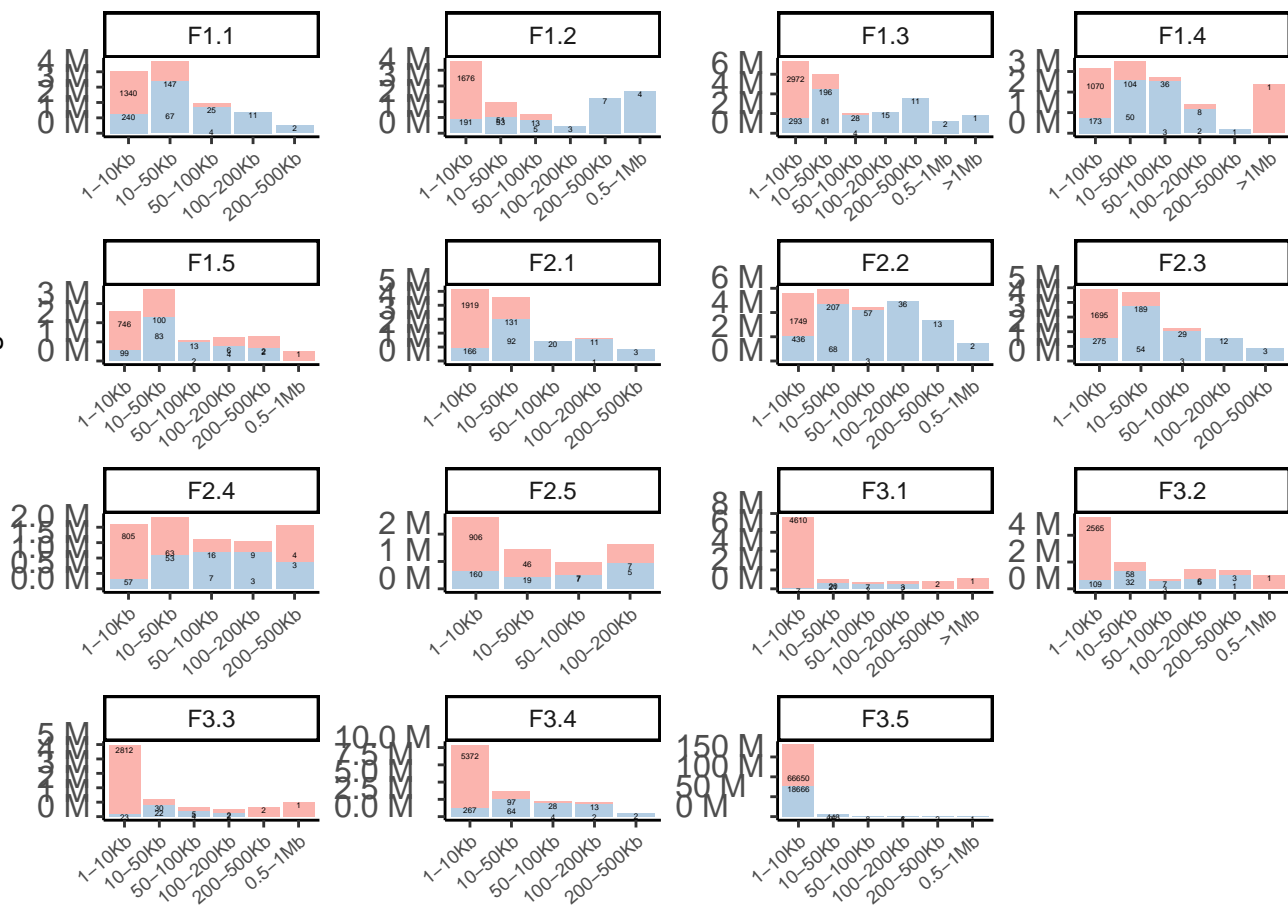 F1.1 F1.2 F1.3 F1.4
4 M 3 M 2 M 1 M 0 M
1340 240 147 67 25 4 11 2
1–10Kb 10–50Kb 50–100Kb 100–200Kb 200–500Kb
4 M 3 M 2 M 1 M 0 M
1676 191 51 53 13 5 3 7 4
1–10Kb 10–50Kb 50–100Kb 100–200Kb 200–500Kb 0.5–1Mb
6 M 4 M 2 M 0 M
2972 293 196 81 28 4 15 11 2 1
1–10Kb 10–50Kb 50–100Kb 100–200Kb 200–500Kb 0.5–1Mb >1Mb
3 M 2 M 1 M 0 M
1070 173 104 50 36 3 8 2 1 1
1–10Kb 10–50Kb 50–100Kb 100–200Kb 200–500Kb >1Mb
F1.5 F2.1 F2.2 F2.3
3 M 2 M 1 M 0 M
746 99 100 83 13 2 6 4 2 2 1
1–10Kb 10–50Kb 50–100Kb 100–200Kb 200–500Kb 0.5–1Mb
5 M 4 M 3 M 2 M 1 M 0 M
1919 166 131 92 20 11 1 3
1–10Kb 10–50Kb 50–100Kb 100–200Kb 200–500Kb
6 M 4 M 2 M 0 M
1749 436 207 68 57 3 36 13 2
1–10Kb 10–50Kb 50–100Kb 100–200Kb 200–500Kb 0.5–1Mb
5 M 4 M 3 M 2 M 1 M 0 M
1695 275 189 54 29 3 12 3
1–10Kb 10–50Kb 50–100Kb 100–200Kb 200–500Kb
F2.4 F2.5 F3.1 F3.2
2.0 M 1.5 M 1.0 M 0.5 M 0.0 M
805 57 63 53 16 7 9 3 4 3
1–10Kb 10–50Kb 50–100Kb 100–200Kb 200–500Kb
2 M 1 M 0 M
906 160 46 19 7 7 7 5
1–10Kb 10–50Kb 50–100Kb 100–200Kb
8 M 6 M 4 M 2 M 0 M
4610 7 2 1
1–10Kb 10–50Kb 50–100Kb 100–200Kb 200–500Kb >1Mb
4 M 2 M 0 M
2565 109 58 32 7 3 1 1
1–10Kb 10–50Kb 50–100Kb 100–200Kb 200–500Kb 0.5–1Mb
F3.3 F3.4 F3.5
5 M 4 M 3 M 2 M 1 M 0 M
2812 23 30 22 2 1
1–10Kb 10–50Kb 50–100Kb 100–200Kb 200–500Kb 0.5–1Mb
10.0 M 7.5 M 5.0 M 2.5 M 0.0 M
5372 267 97 64 28 4 13 2 2
1–10Kb 10–50Kb 50–100Kb 100–200Kb 200–500Kb
150 M 100 M 50 M 0 M
66650 18666
1–10Kb 10–50Kb 50–100Kb 100–200Kb 200–500Kb 0.5–1Mb